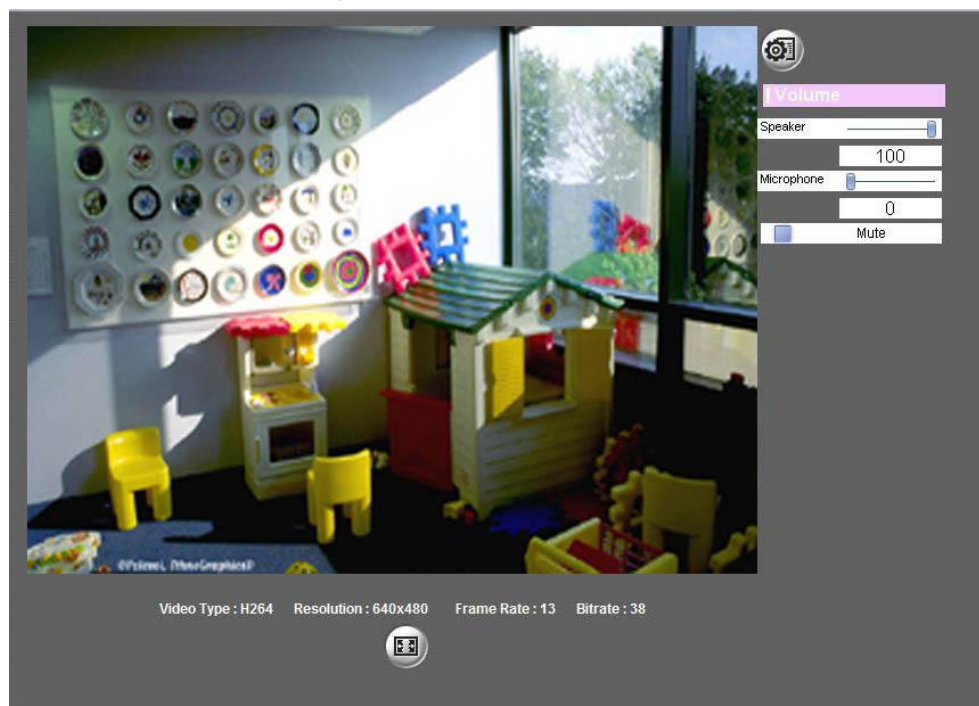 Volume
Speaker
100
Microphone
0
Mute
Video Type : H264 Resolution : 640x480 Frame Rate : 13 Bitrate : 38